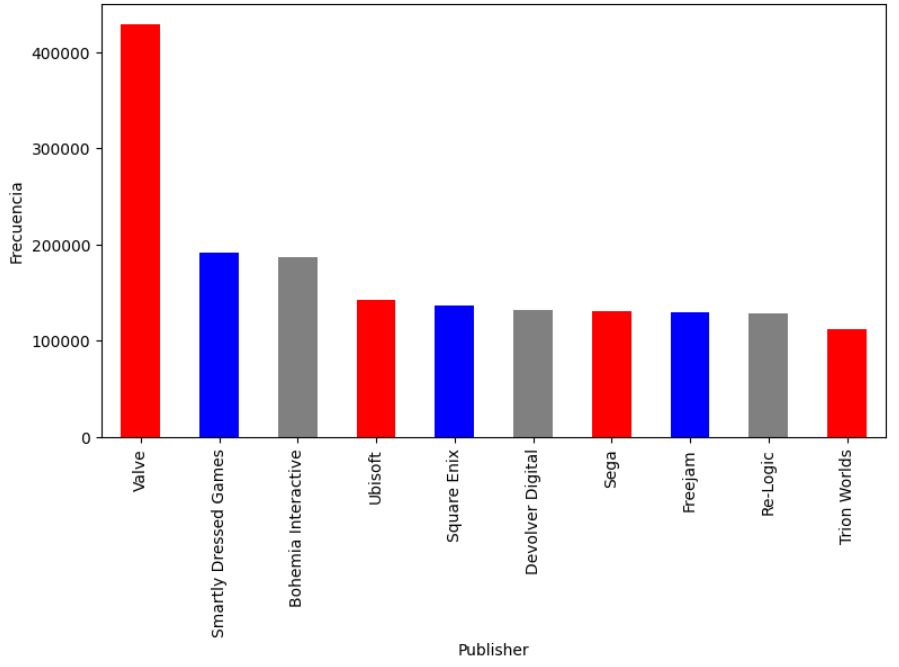 400000
300000
200000
100000
0
Frecuencia
Valve
Smartly Dressed Games
Bohemia Interactive
Ubisoft
Square Enix
Devolver Digital
Sega
Freejam
Re-Logic
Trion Worlds
Publisher